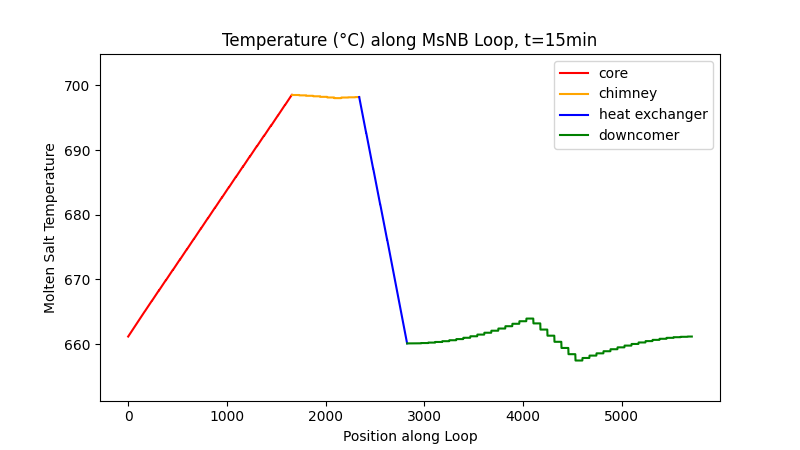 Temperature (°C) along MsNB Loop, t=15min
core
chimney
heat exchanger
downcomer
Molten Salt Temperature
700
690
680
670
660
0 1000 2000 3000 4000 5000
Position along Loop